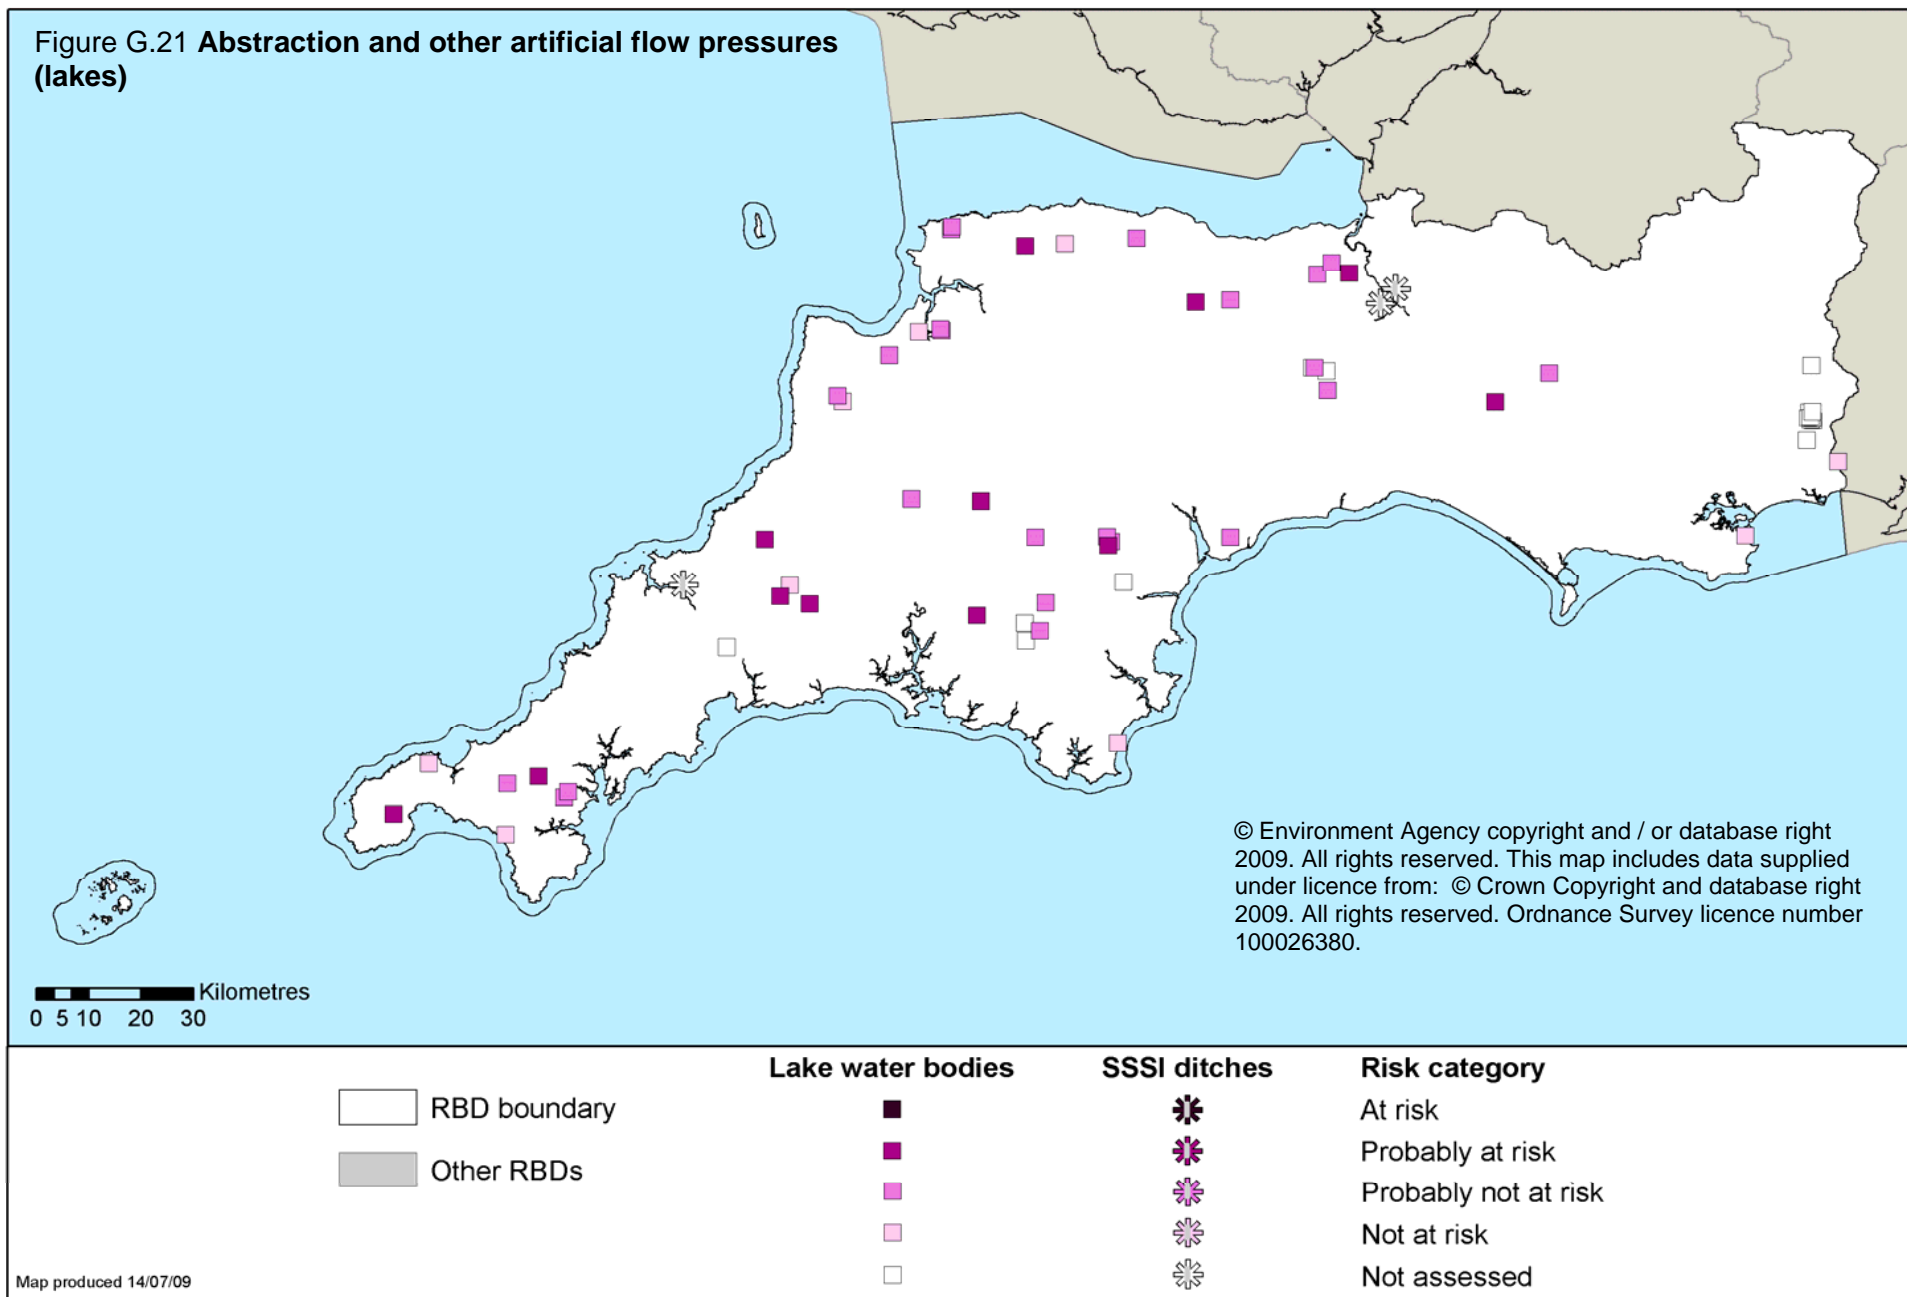 Figure G.21 Abstraction and other artificial flow pressures
(lakes)
© Environment Agency copyright and / or database right
2009. All rights reserved. This map includes data supplied
under licence from: © Crown Copyright and database right
2009. All rights reserved. Ordnance Survey licence number
100026380.
Kilometres
0 5 10 20 30
Lake water bodies SSSI ditches Risk category
RBD boundary At risk
Other RBDs Probably at risk
Probably not at risk
Not at risk
Not assessed
Map produced 14/07/09